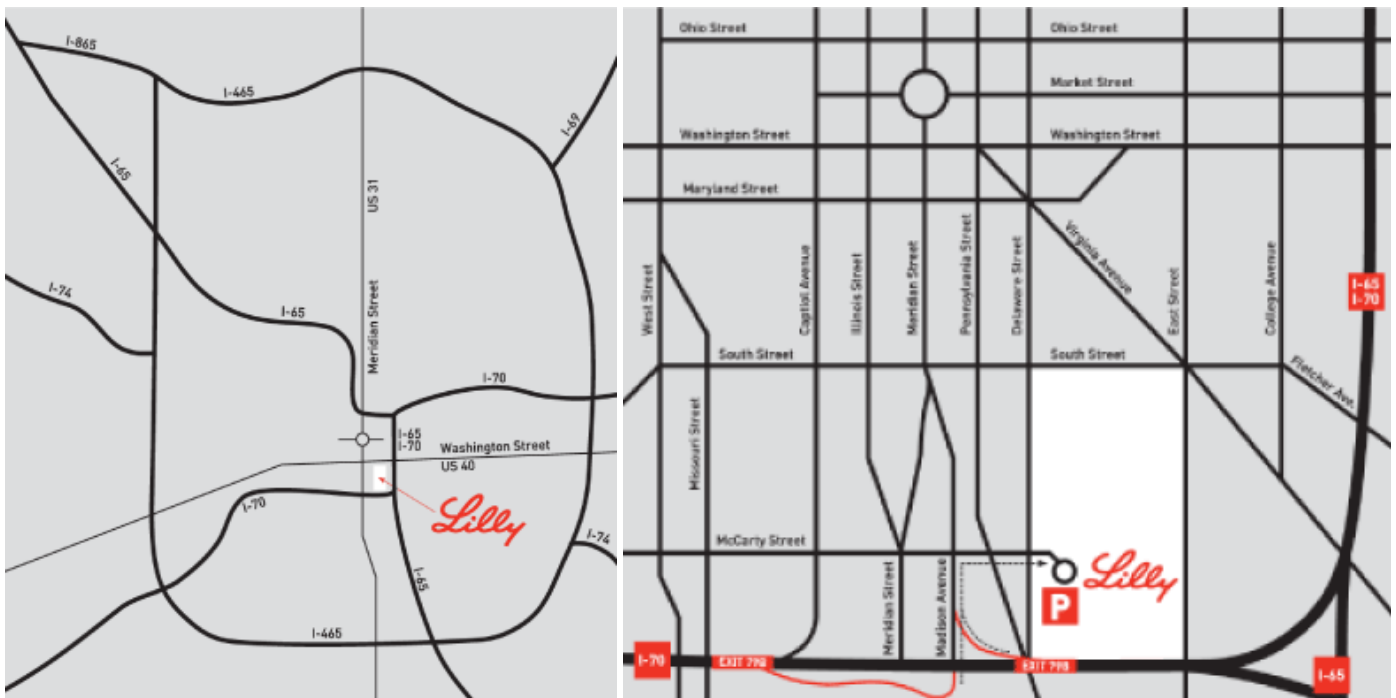 I-865
I-465
I-69
I-65
US 31
I-74
I-65
Meridian Street
I-70
I-65
I-70
Washington Street
US 40
I-70
Lilly
I-74
I-65
I-465
Ohio Street
Ohio Street
Market Street
Washington Street
Washington Street
Maryland Street
Virginia Avenue
West Street
Captiol Avenue
Illinois Street
Meridian Street
Pennsylvania Street
Delaware Street
East Street
College Avenue
I-65
I-70
South Street
South Street
Fletcher Ave.
Missouri Street
McCarty Street
Lilly
P
Meridian Street
Madison Avenue
I-70
EXIT 79B
EXIT 79B
I-65